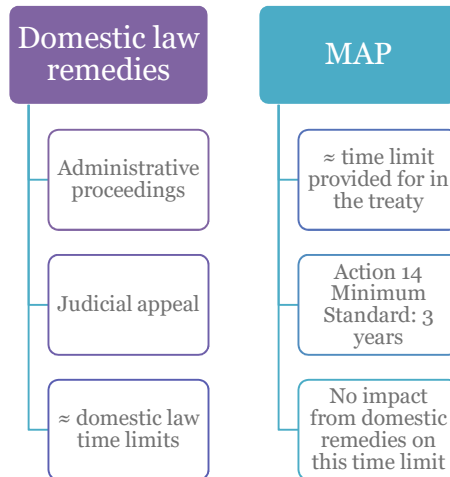 Domestic law
remedies
Administrative
proceedings
Judicial appeal
≈ domestic law
time limits
MAP
≈ time limit
provided for in
the treaty
Action 14
Minimum
Standard: 3
years
No impact
from domestic
remedies on
this time limit